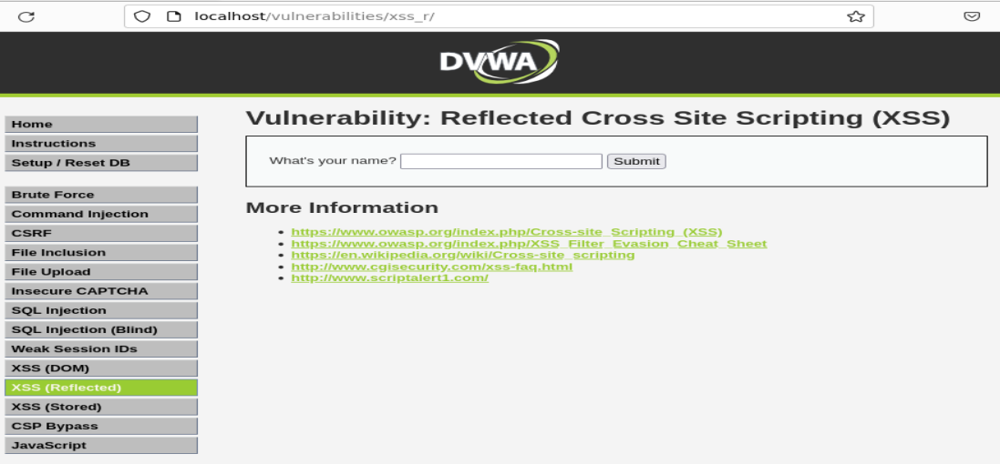 localhost/vulnerabilities/xss_r/
DVWA
Home
Instructions
Setup / Reset DB
Brute Force
Command Injection
CSRF
File Inclusion
File Upload
Insecure CAPTCHA
SQL Injection
SQL Injection (Blind)
Weak Session IDs
XSS (DOM)
XSS (Reflected)
XSS (Stored)
CSP Bypass
JavaScript
Vulnerability: Reflected Cross Site Scripting (XSS)
What's your name? Submit
More Information
• https://www.owasp.org/index.php/Cross-site_Scripting_(XSS)
• https://www.owasp.org/index.php/XSS_Filter_Evasion_Cheat_Sheet
• https://en.wikipedia.org/wiki/Cross-site_scripting
• http://www.cgisecurity.com/xss-faq.html
• http://www.scriptalert1.com/